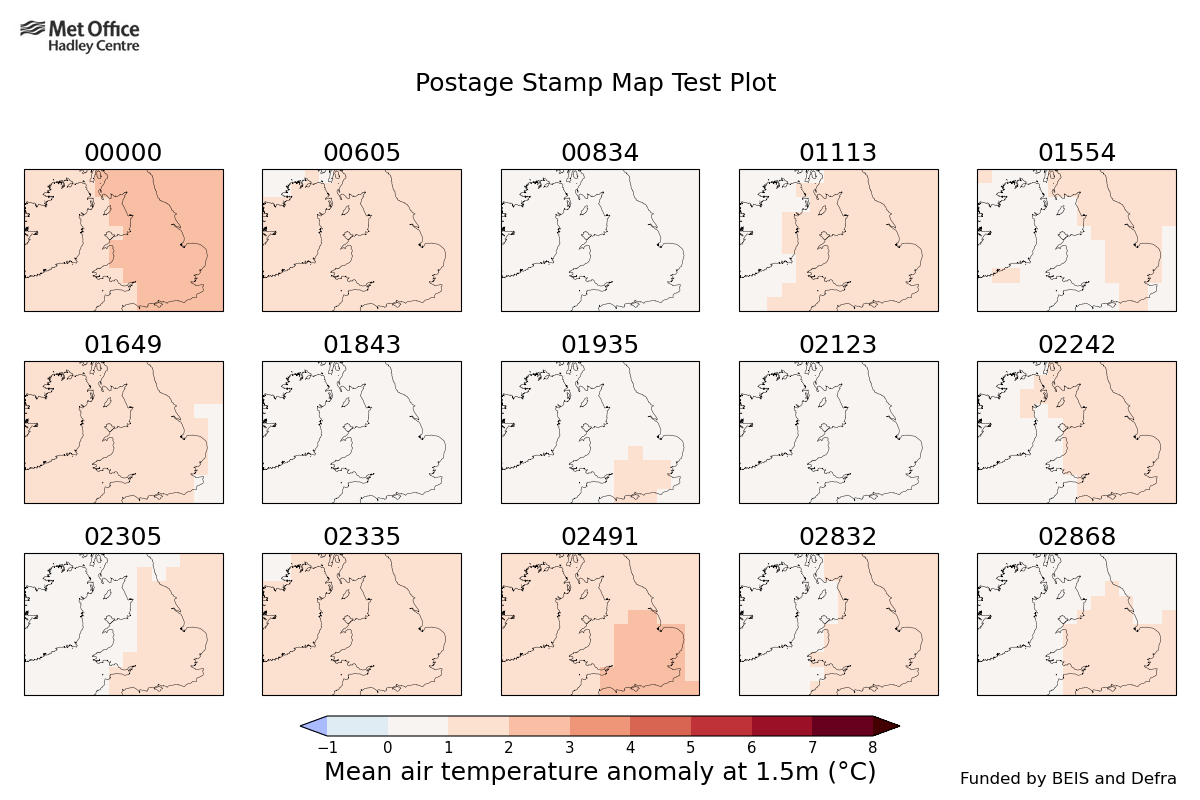 Met Office
Hadley Centre
Postage Stamp Map Test Plot
00000 00605 00834 01113 01554
01649 01843 01935 02123 02242
02305 02335 02491 02832 02868
−1 0 1 2 3 4 5 6 7 8
Mean air temperature anomaly at 1.5m (°C)
Funded by BEIS and Defra